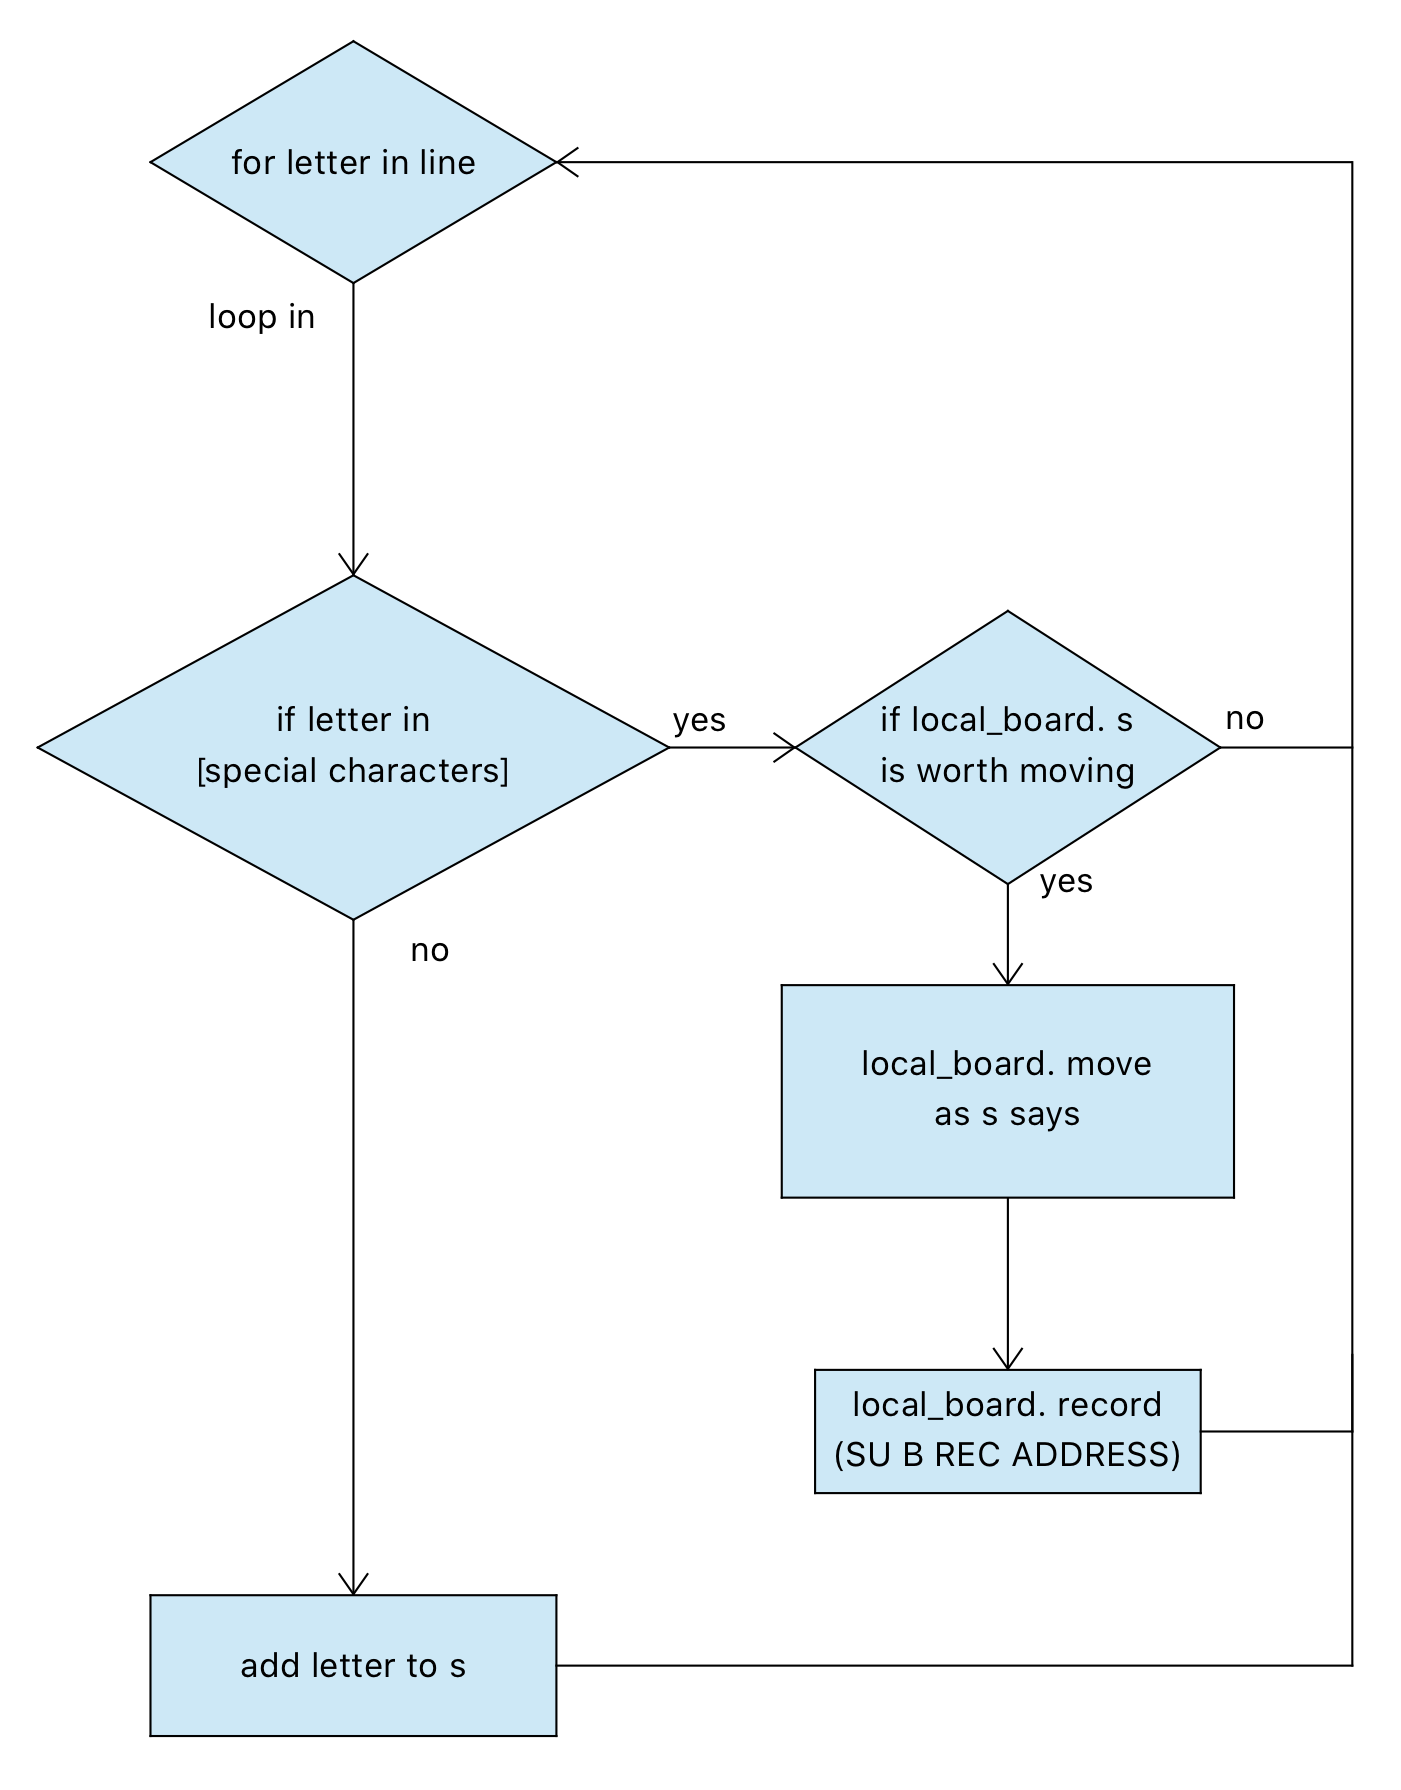 for letter in line
loop in
if letter in
[special characters]
yes
if local_board. s
is worth moving
no
yes
no
local_board. move
as s says
local_board. record
(SU B REC ADDRESS)
add letter to s